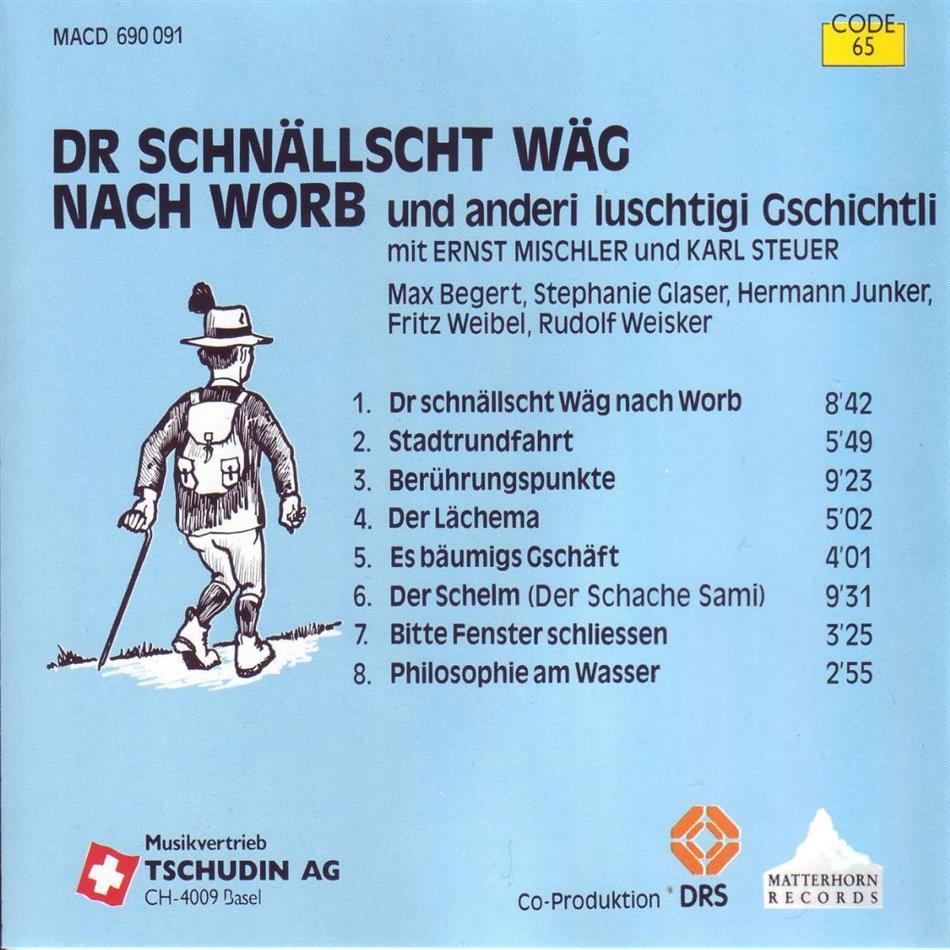 MACD 690 091
CODE
65
DR SCHNÄLLSCHT WÄG
NACH WORB und anderi luschtigi Gschichtli
mit ERNST MISCHLER und KARL STEUER
Max Begert, Stephanie Glaser, Hermann Junker,
Fritz Weibel, Rudolf Weisker
1. Dr schnällscht Wäg nach Worb 8'42
2. Stadtrundfahrt 5'49
3. Berührungspunkte 9'23
4. Der Lächema 5'02
5. Es bäumigs Gschäft 4'01
6. Der Schelm (Der Schache Sami) 9'31
7. Bitte Fenster schliessen 3'25
8. Philosophie am Wasser 2'55
Musikvertrieb
TSCHUDIN AG
CH-4009 Basel
Co-Produktion DRS
MATTERHORN
RECORDS